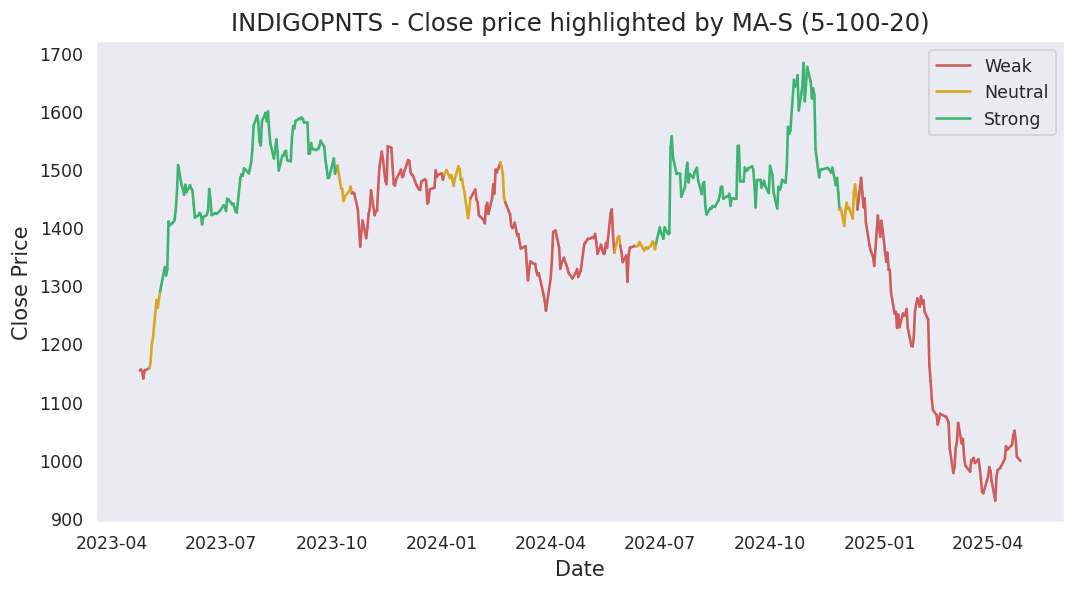 INDIGOPNTS - Close price highlighted by MA-S (5-100-20)
Weak
Neutral
Strong
Close Price
1700
1600
1500
1400
1300
1200
1100
1000
900
2023-04 2023-07 2023-10 2024-01 2024-04 2024-07 2024-10 2025-01 2025-04
Date